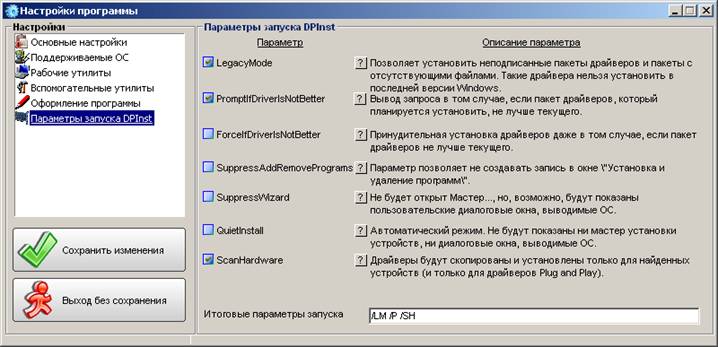 Настройки программы
Настройки
Основные настройки
Поддерживаемые ОС
Рабочие утилиты
Вспомогательные утилиты
Оформление программы
Параметры запуска DPInst
Сохранить изменения
Выход без сохранения
Параметры запуска DPInst
Параметр Описание параметра
LegacyMode ? Позволяет установить неподписанные пакеты драйверов и пакеты с
отсутствующими файлами. Такие драйвера нельзя установить в
последней версии Windows.
PromptIfDriverIsNotBetter ? Вывод запроса в том случае, если пакет драйверов, который
планируется установить, не лучше текущего.
ForceIfDriverIsNotBetter ? Принудительная установка драйверов даже в том случае, если пакет
драйверов не лучше текущего.
SuppressAddRemovePrograms ? Параметр позволяет не создавать запись в окне \"Установка и
удаление программ\".
SuppressWizard ? Не будет открыт Мастер..., но, возможно, будут показаны
пользовательские диалоговые окна, выводимые ОС.
QuietInstall ? Автоматический режим. Не будут показаны ни мастер установки
устройств, ни диалоговые окна, выводимые ОС.
ScanHardware ? Драйверы будут скопированы и установлены только для найденных
устройств (и только для драйверов Plug and Play).
Итоговые параметры запуска /LM /P /SH